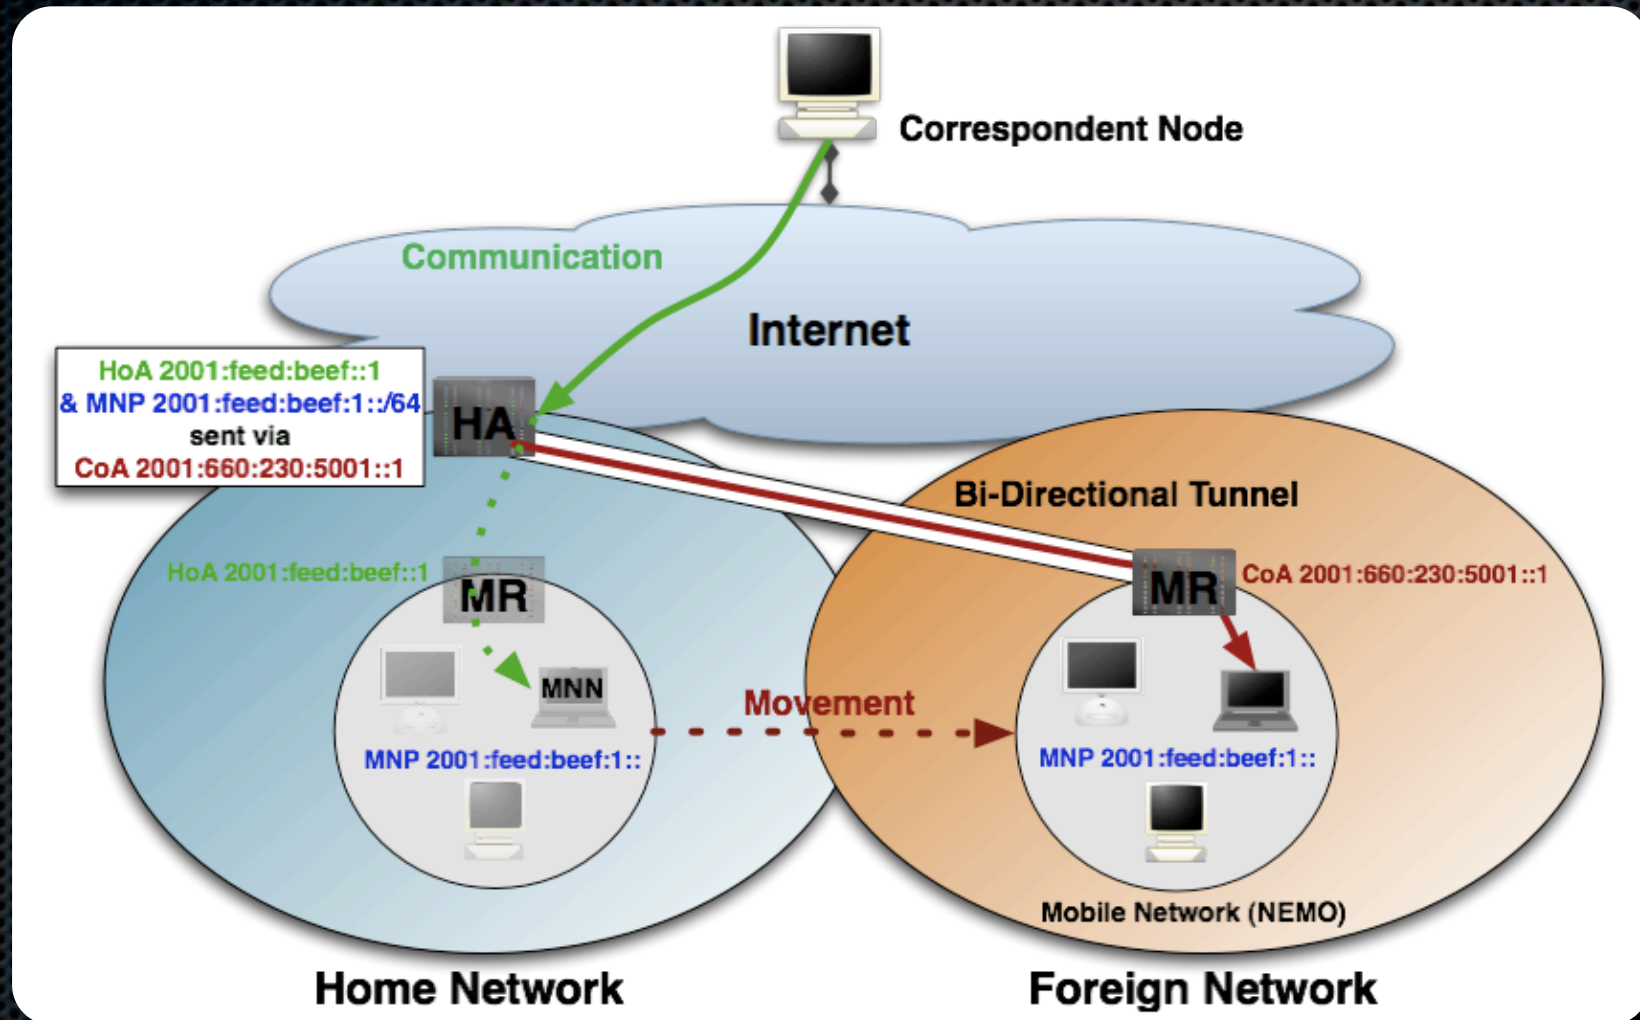 Correspondent Node
Communication
Internet
HoA 2001:feed:beef::1
& MNP 2001:feed:beef:1::/64
sent via
CoA 2001:660:230:5001::1
HA
Bi-Directional Tunnel
HoA 2001:feed:beef::1
MR
MR
CoA 2001:660:230:5001::1
MNN
Movement
MNP 2001:feed:beef:1::
MNP 2001:feed:beef:1::
Mobile Network (NEMO)
Home Network
Foreign Network